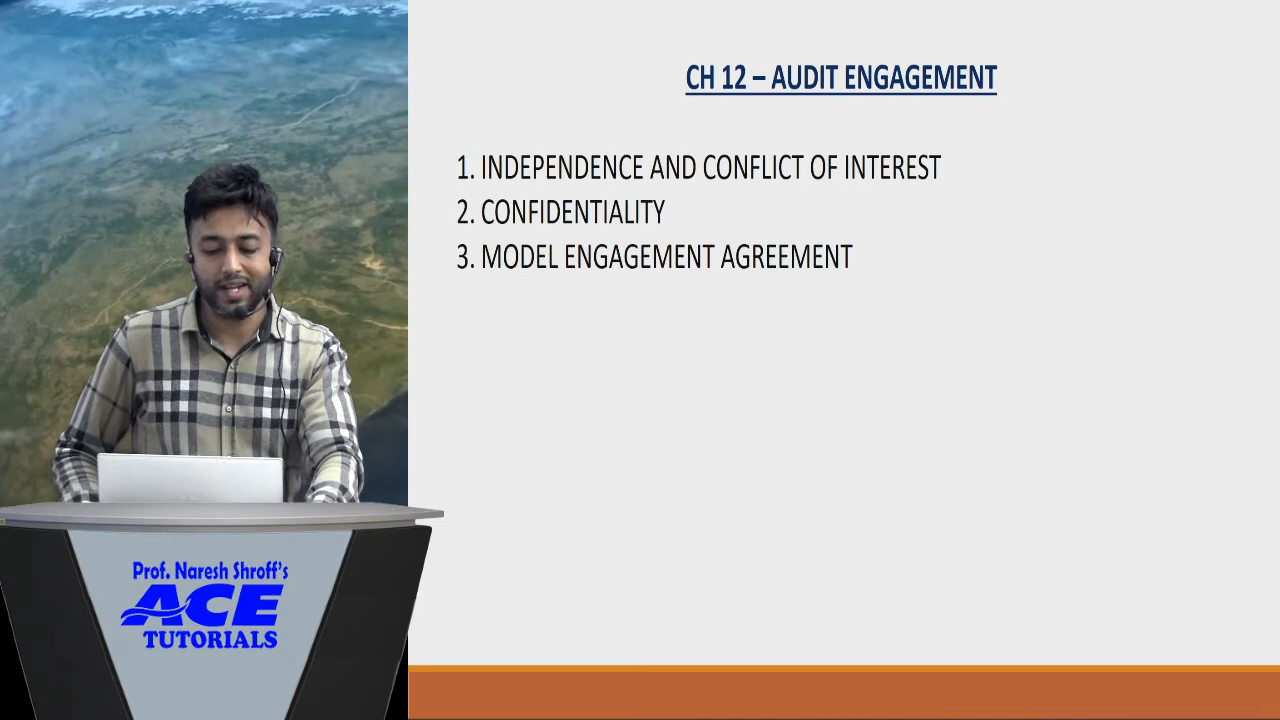 CH 12 – AUDIT ENGAGEMENT
1. INDEPENDENCE AND CONFLICT OF INTEREST
2. CONFIDENTIALITY
3. MODEL ENGAGEMENT AGREEMENT
Prof. Naresh Shroff's
ACE
TUTORIALS